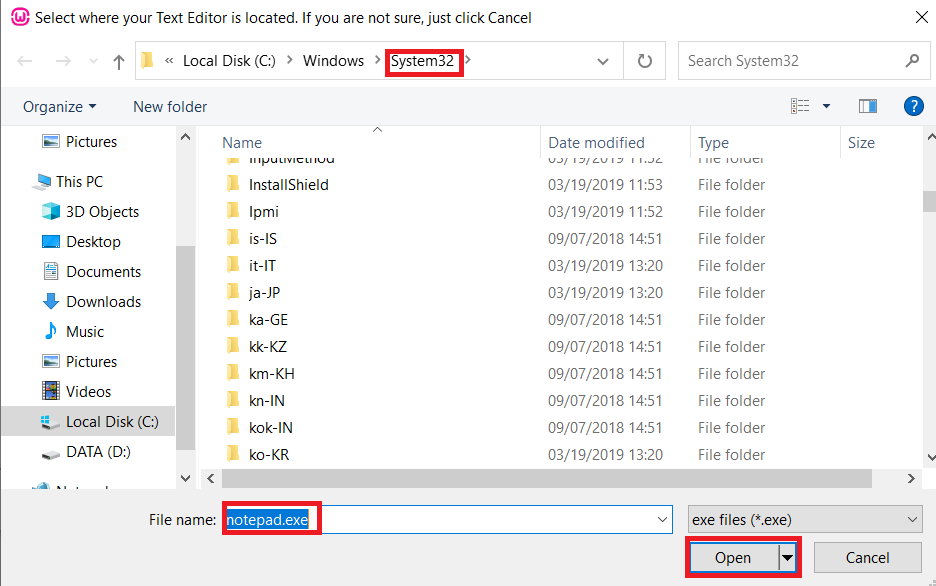 Select where your Text Editor is located. If you are not sure, just click Cancel
« Local Disk (C:) > Windows > System32 >
Search System32
Organize
New folder
Pictures
This PC
3D Objects
Desktop
Documents
Downloads
Music
Pictures
Videos
Local Disk (C:)
DATA (D:)
Name Date modified Type Size
InputMethod 03/19/2019 11:52 File folder
InstallShield 03/19/2019 11:53 File folder
Ipmi 03/19/2019 11:52 File folder
is-IS 09/07/2018 14:51 File folder
it-IT 03/19/2019 13:20 File folder
ja-JP 03/19/2019 13:20 File folder
ka-GE 09/07/2018 14:51 File folder
kk-KZ 09/07/2018 14:51 File folder
km-KH 09/07/2018 14:51 File folder
kn-IN 09/07/2018 14:51 File folder
kok-IN 09/07/2018 14:51 File folder
ko-KR 03/19/2019 13:20 File folder
File name: notepad.exe
exe files (*.exe)
Open
Cancel